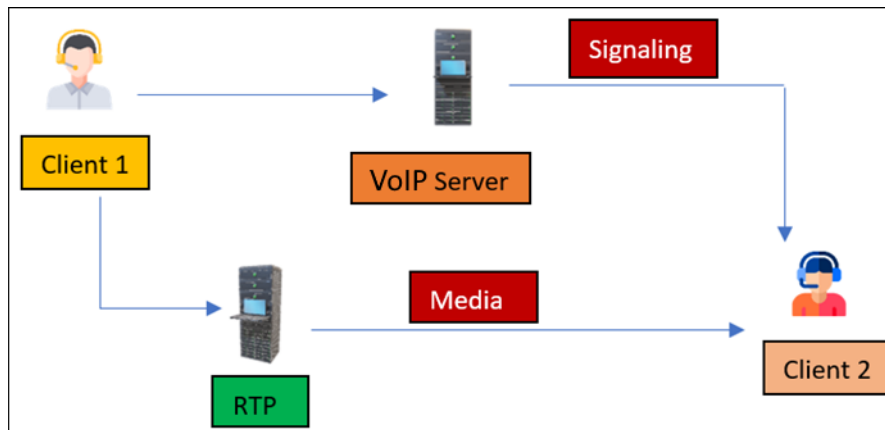 Signaling
Client 1
VoIP Server
Media
RTP
Client 2